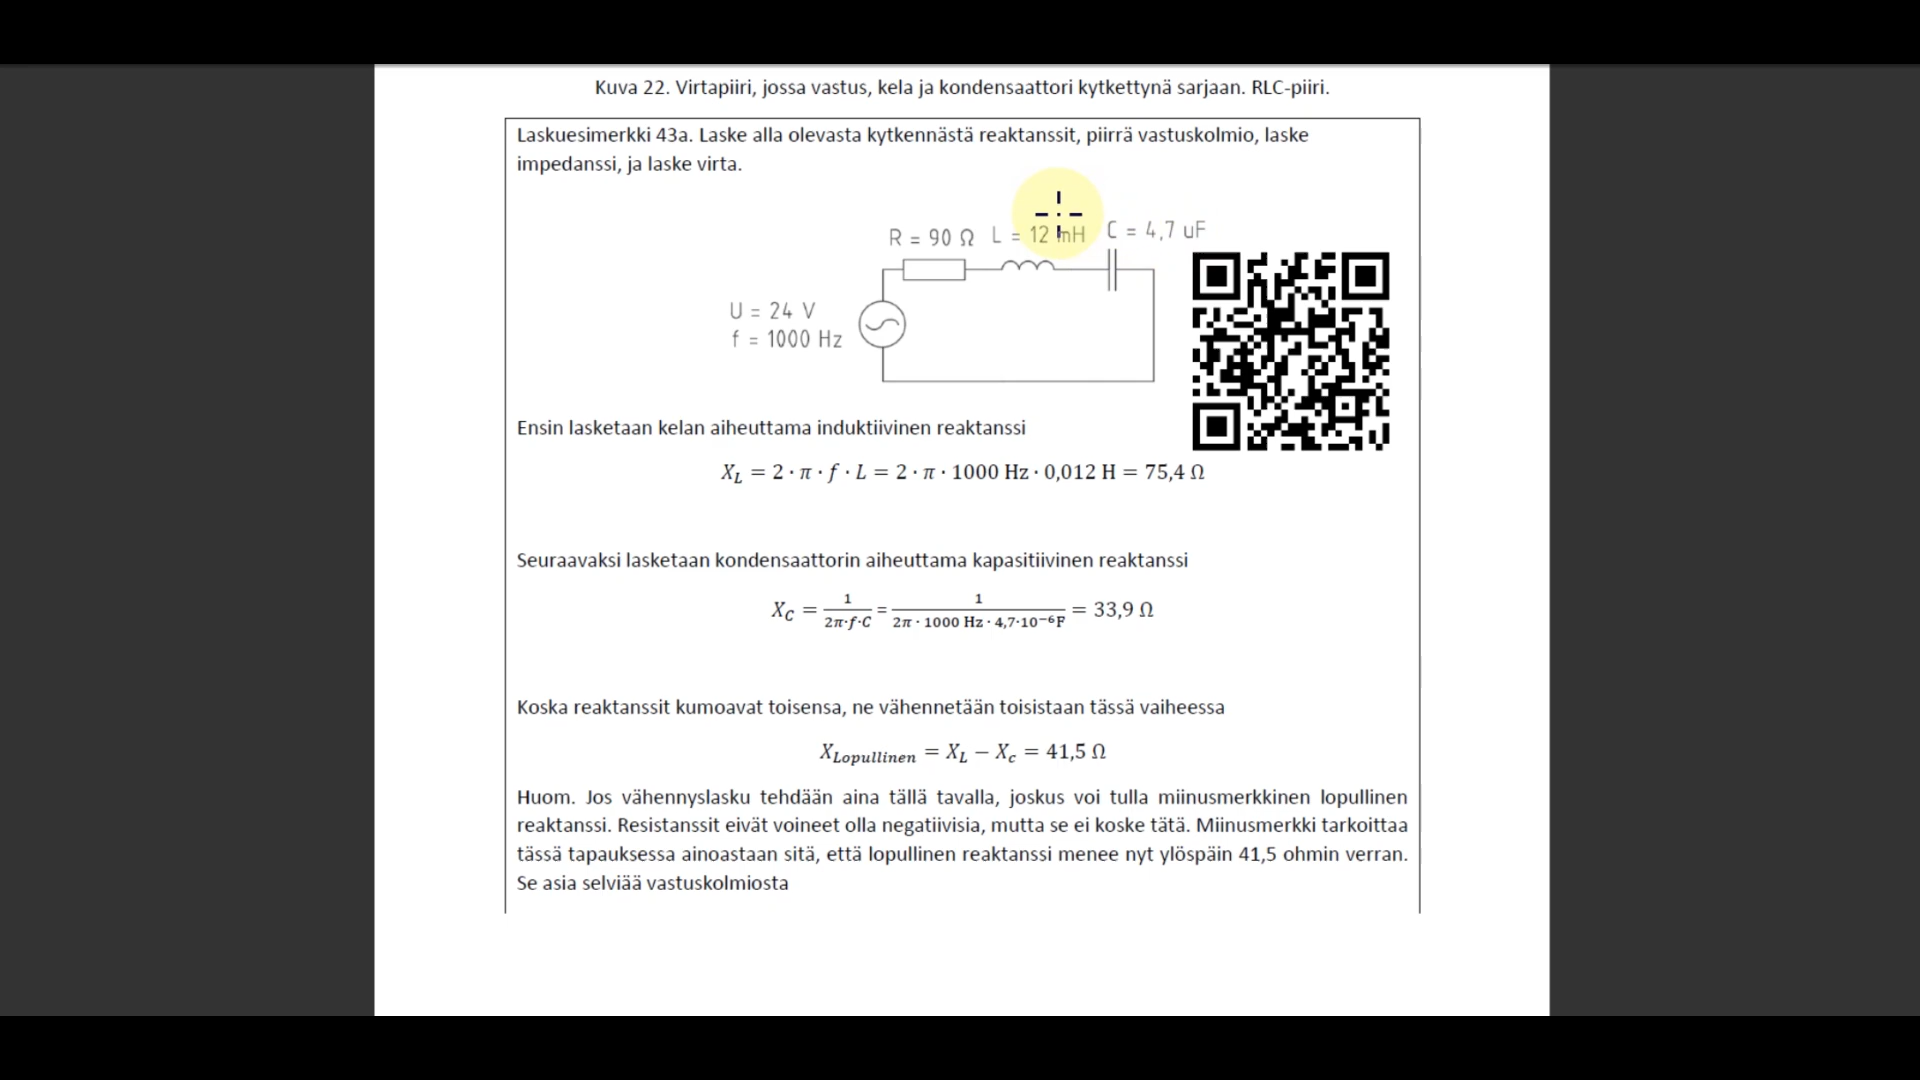 Kuva 22. Virtapiiri, jossa vastus, kela ja kondensaattori kytkettynä sarjaan. RLC-piiri.
Laskuesimerkki 43a. Laske alla olevasta kytkennästä reaktanssit, piirrä vastuskolmio, laske
impedanssi, ja laske virta.
R = 90 Ω L = 12 mH C = 4,7 uF
U = 24 V
f = 1000 Hz
Ensin lasketaan kelan aiheuttama induktiivinen reaktanssi
X_L = 2 · π · f · L = 2 · π · 1000 Hz · 0,012 H = 75,4 Ω
Seuraavaksi lasketaan kondensaattorin aiheuttama kapasitiivinen reaktanssi
X_C = 1/(2π·f·C) = 1/(2π · 1000 Hz · 4,7·10⁻⁶F) = 33,9 Ω
Koska reaktanssit kumoavat toisensa, ne vähennetään toisistaan tässä vaiheessa
X_Lopullinen = X_L − X_c = 41,5 Ω
Huom. Jos vähennyslasku tehdään aina tällä tavalla, joskus voi tulla miinusmerkkinen lopullinen
reaktanssi. Resistanssit eivät voineet olla negatiivisia, mutta se ei koske tätä. Miinusmerkki tarkoittaa
tässä tapauksessa ainoastaan sitä, että lopullinen reaktanssi menee nyt ylöspäin 41,5 ohmin verran.
Se asia selviää vastuskolmiosta